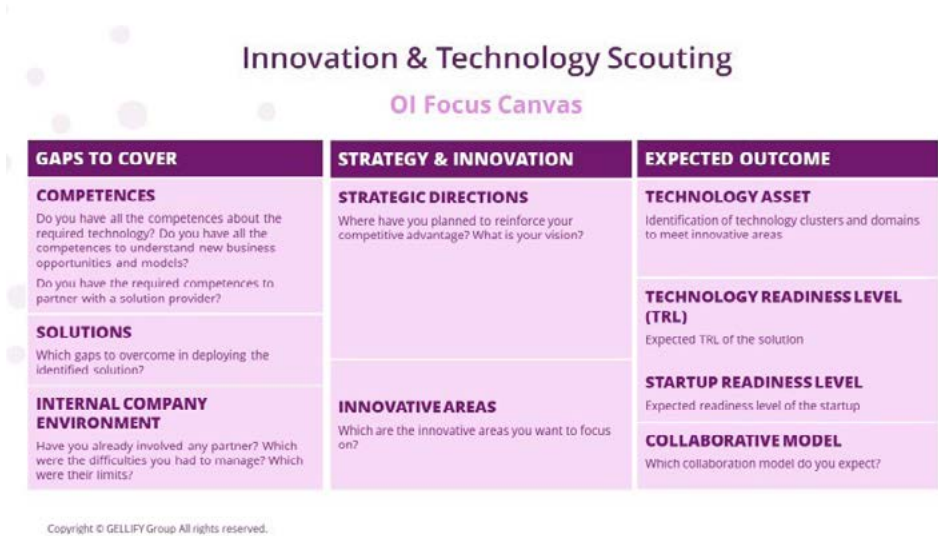 Innovation & Technology Scouting
OI Focus Canvas
GAPS TO COVER
COMPETENCES
Do you have all the competences about the
required technology? Do you have all the
competences to understand new business
opportunities and models?
Do you have the required competences to
partner with a solution provider?
SOLUTIONS
Which gaps to overcome in deploying the
identified solution?
INTERNAL COMPANY
ENVIRONMENT
Have you already involved any partner? Which
were the difficulties you had to manage? Which
were their limits?
STRATEGY & INNOVATION
STRATEGIC DIRECTIONS
Where have you planned to reinforce your
competitive advantage? What is your vision?
INNOVATIVE AREAS
Which are the innovative areas you want to focus
on?
EXPECTED OUTCOME
TECHNOLOGY ASSET
Identification of technology clusters and domains
to meet innovative areas
TECHNOLOGY READINESS LEVEL
(TRL)
Expected TRL of the solution
STARTUP READINESS LEVEL
Expected readiness level of the startup
COLLABORATIVE MODEL
Which collaboration model do you expect?
Copyright © GELLIFY Group All rights reserved.